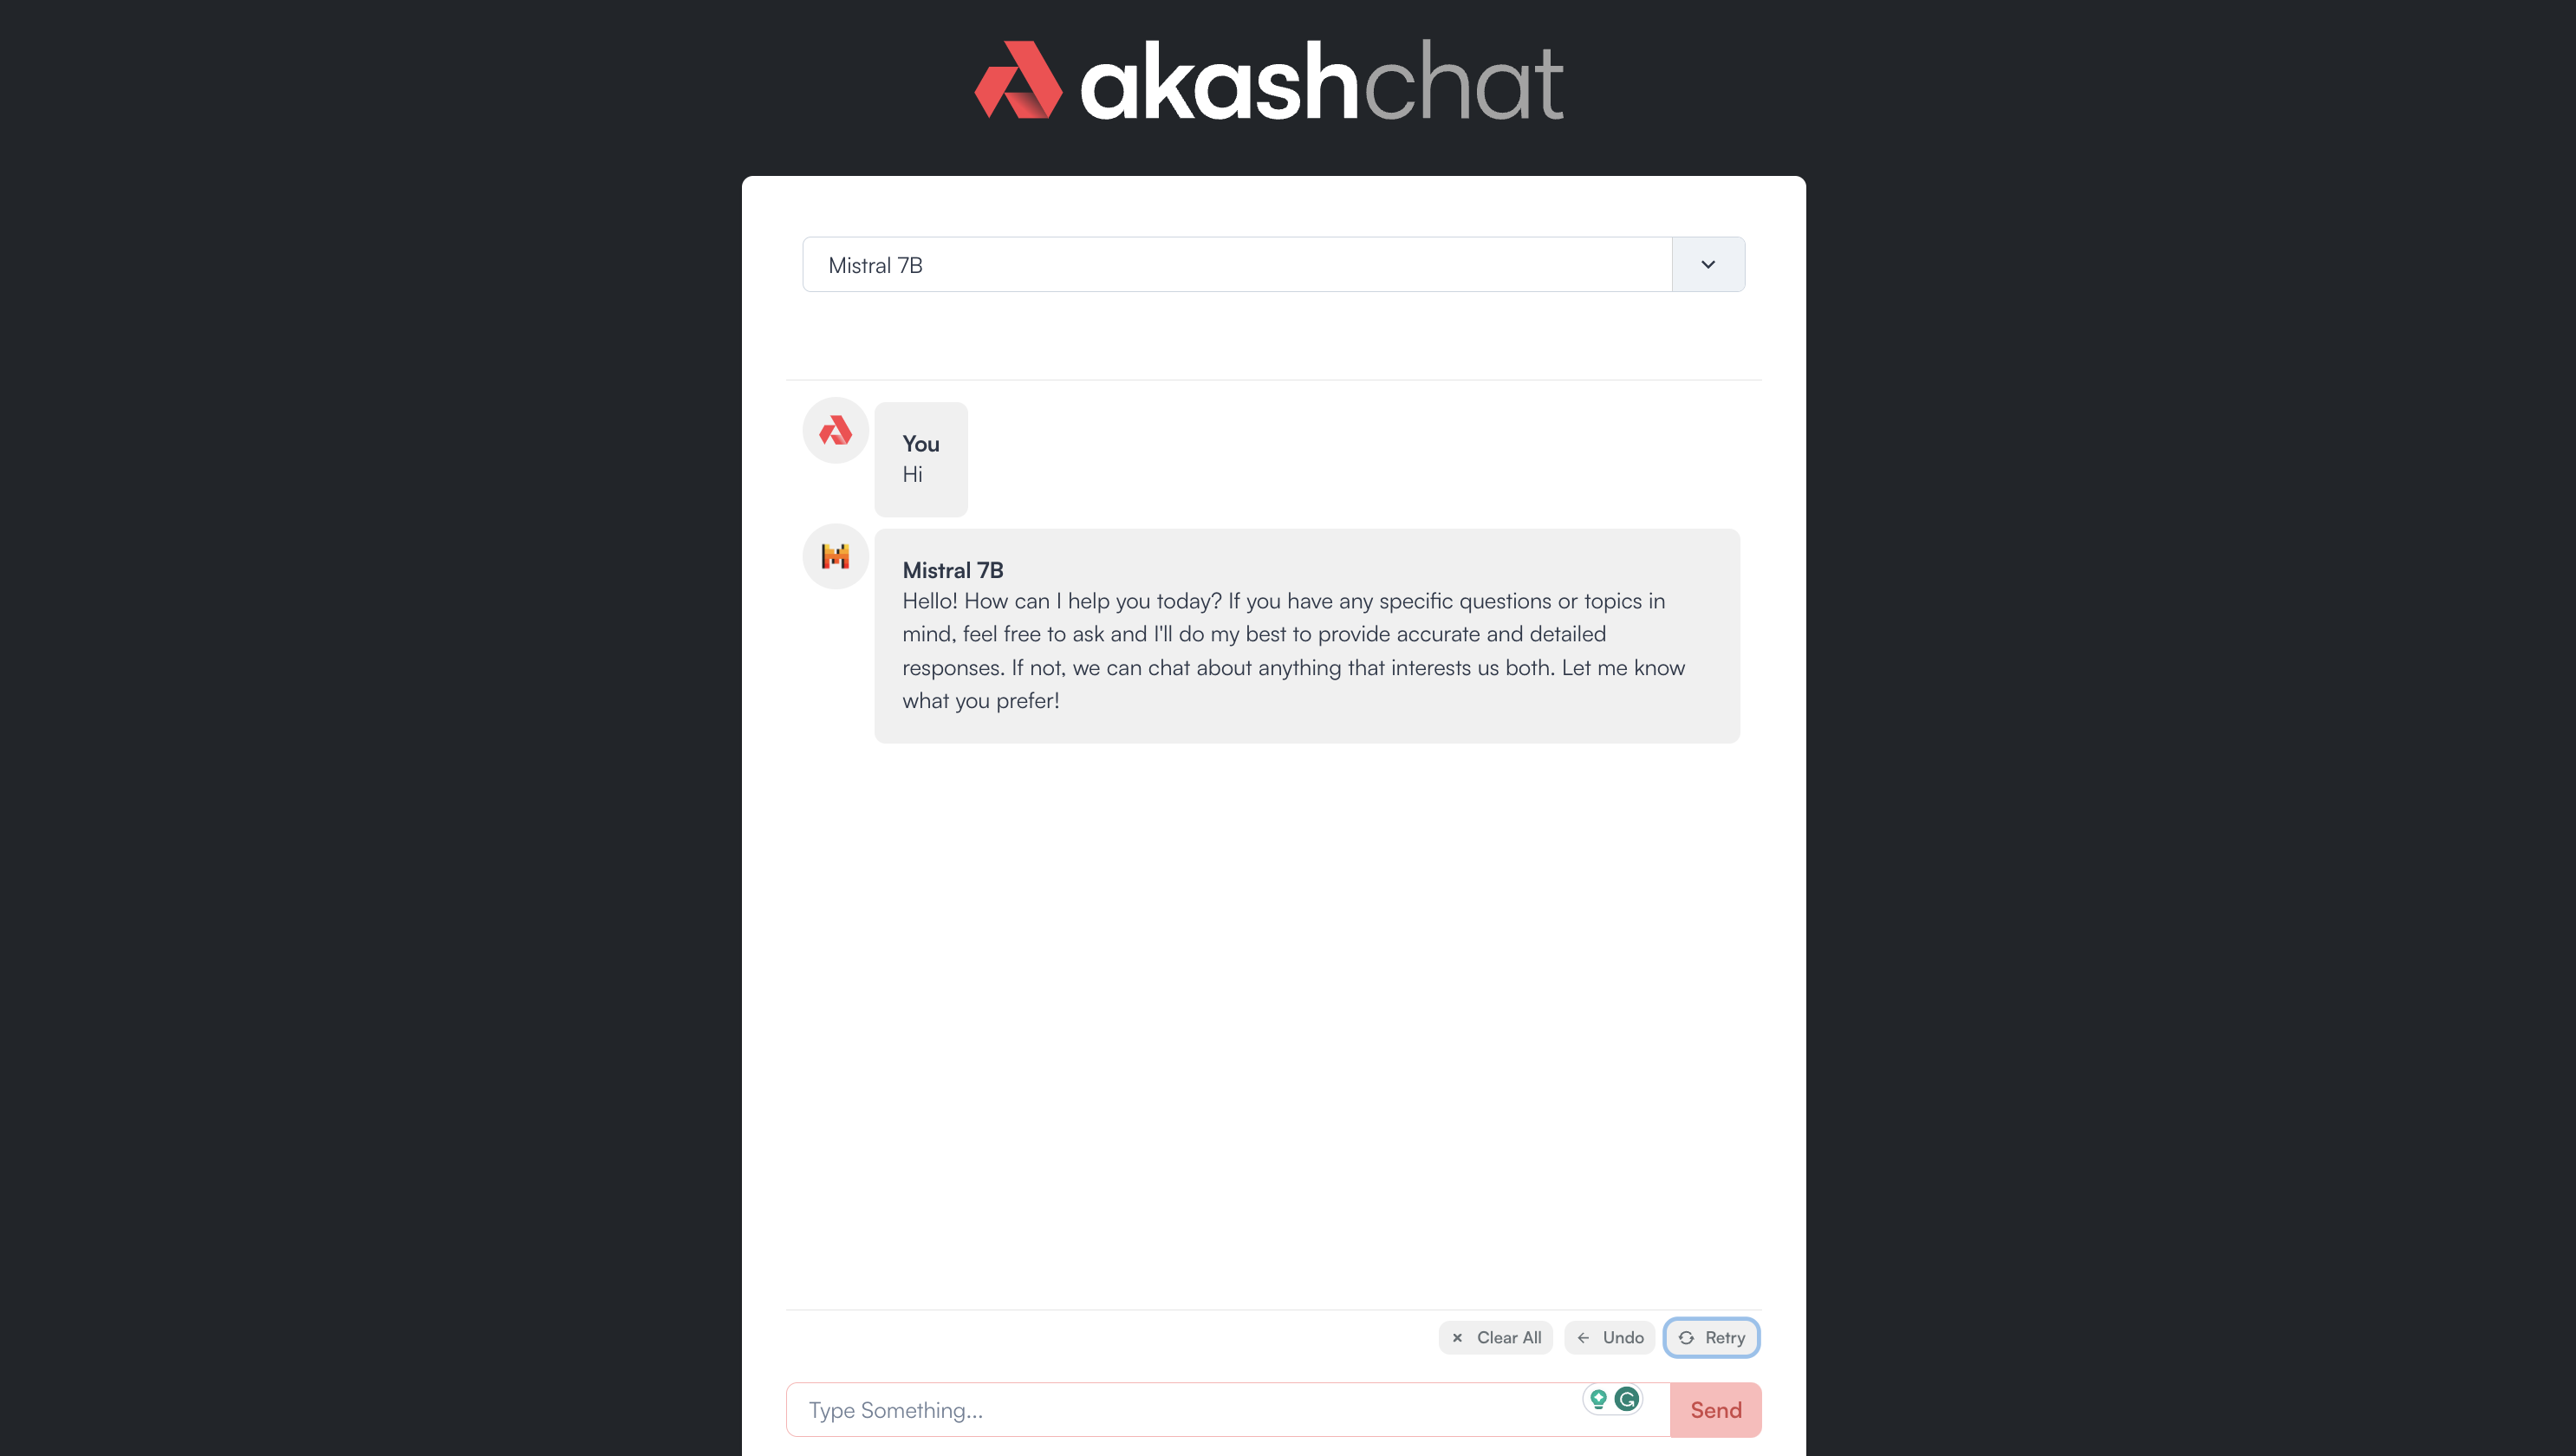 akashchat
Mistral 7B
You
Hi
Mistral 7B
Hello! How can I help you today? If you have any specific questions or topics in
mind, feel free to ask and I'll do my best to provide accurate and detailed
responses. If not, we can chat about anything that interests us both. Let me know
what you prefer!
Clear All
Undo
Retry
Type Something...
Send